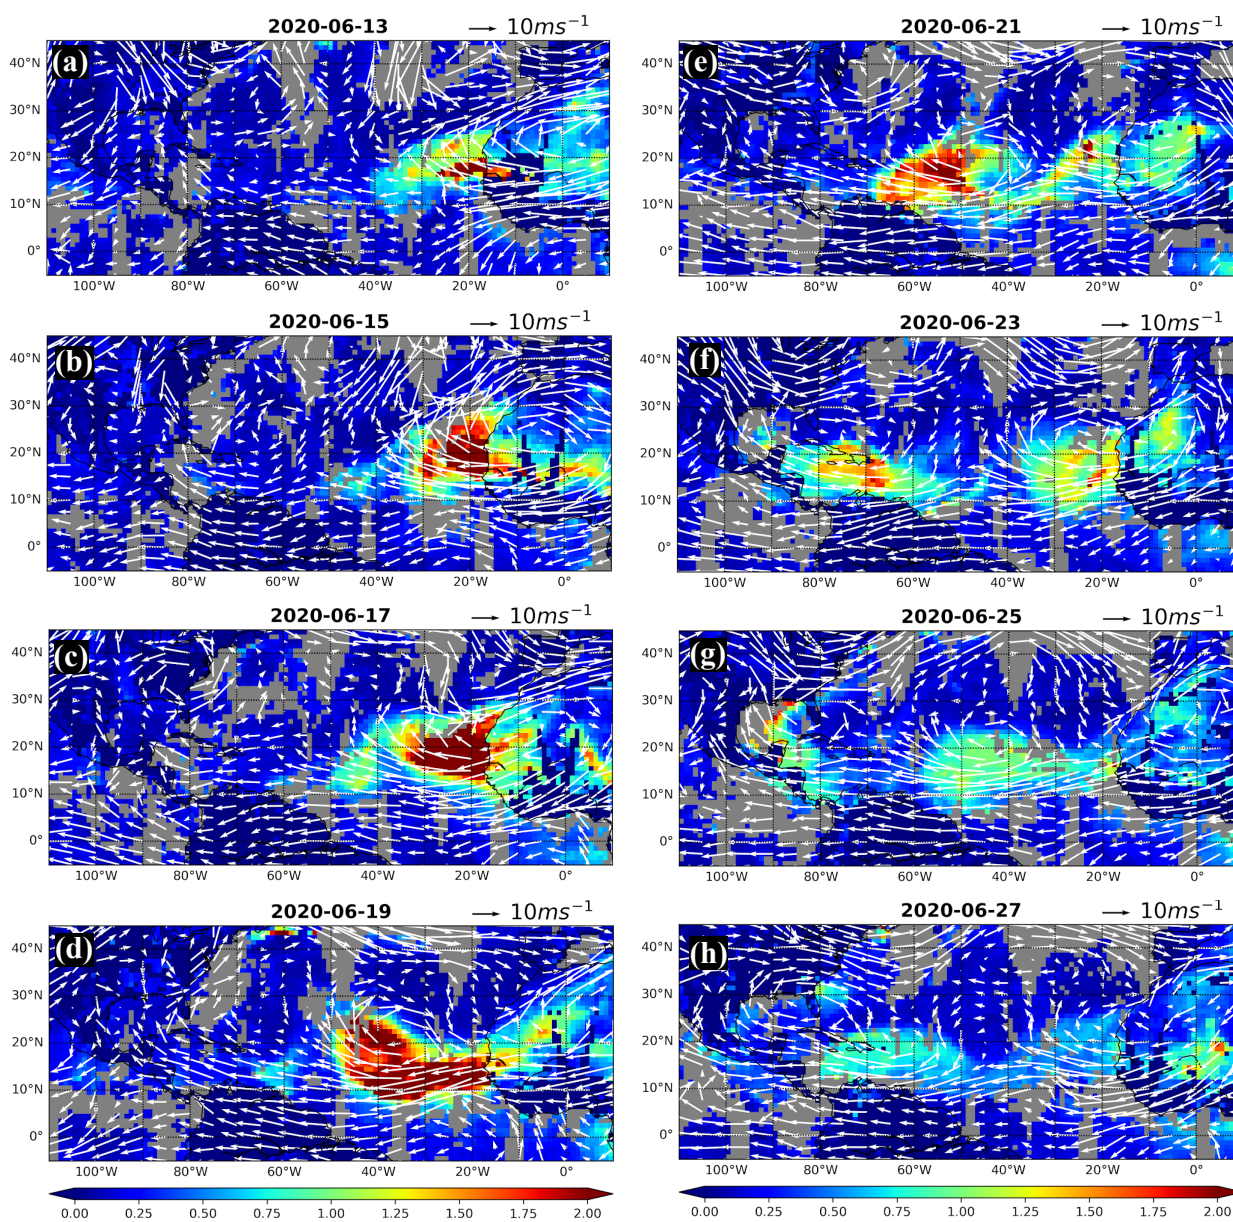 2020-06-13 10ms⁻¹
(a)
40°N
30°N
20°N
10°N
0°
100°W 80°W 60°W 40°W 20°W 0°
2020-06-21 10ms⁻¹
(e)
40°N
30°N
20°N
10°N
0°
100°W 80°W 60°W 40°W 20°W 0°
2020-06-15 10ms⁻¹
(b)
40°N
30°N
20°N
10°N
0°
100°W 80°W 60°W 40°W 20°W 0°
2020-06-23 10ms⁻¹
(f)
40°N
30°N
20°N
10°N
0°
100°W 80°W 60°W 40°W 20°W 0°
2020-06-17 10ms⁻¹
(c)
40°N
30°N
20°N
10°N
0°
100°W 80°W 60°W 40°W 20°W 0°
2020-06-25 10ms⁻¹
(g)
40°N
30°N
20°N
10°N
0°
100°W 80°W 60°W 40°W 20°W 0°
2020-06-19 10ms⁻¹
(d)
40°N
30°N
20°N
10°N
0°
100°W 80°W 60°W 40°W 20°W 0°
2020-06-27 10ms⁻¹
(h)
40°N
30°N
20°N
10°N
0°
100°W 80°W 60°W 40°W 20°W 0°
0.00 0.25 0.50 0.75 1.00 1.25 1.50 1.75 2.00
0.00 0.25 0.50 0.75 1.00 1.25 1.50 1.75 2.00